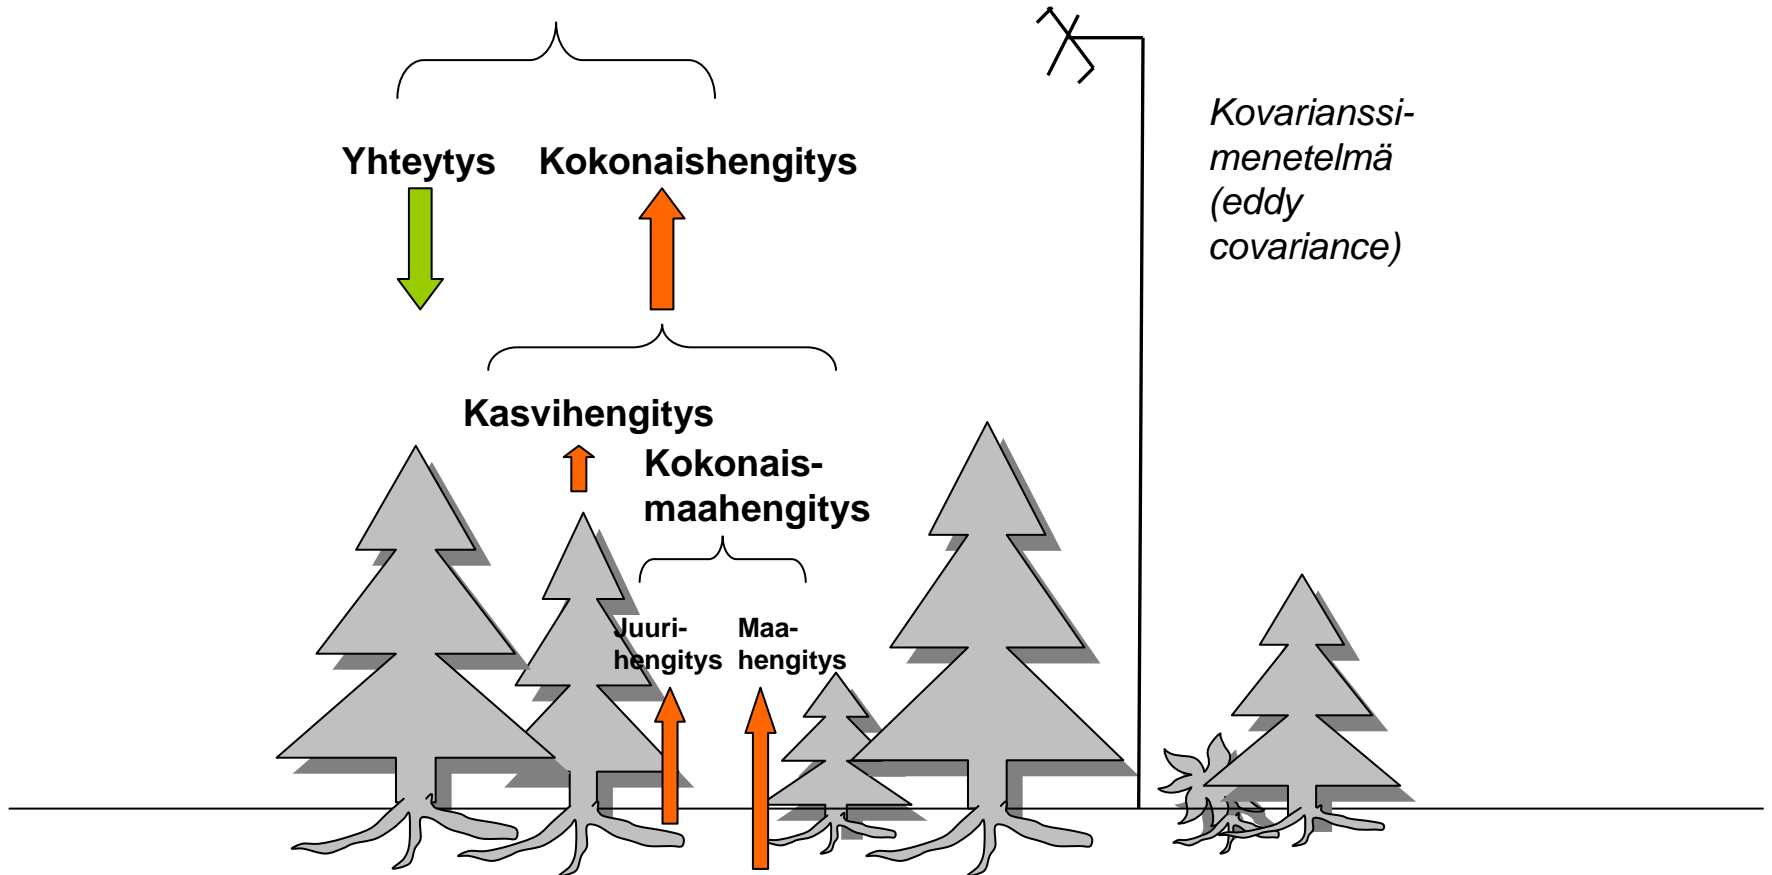 Yhteytys Kokonaishengitys
Kovarianssi-
menetelmä
(eddy
covariance)
Kasvihengitys
Kokonais-
maahengitys
Juuri-
hengitys
Maa-
hengitys